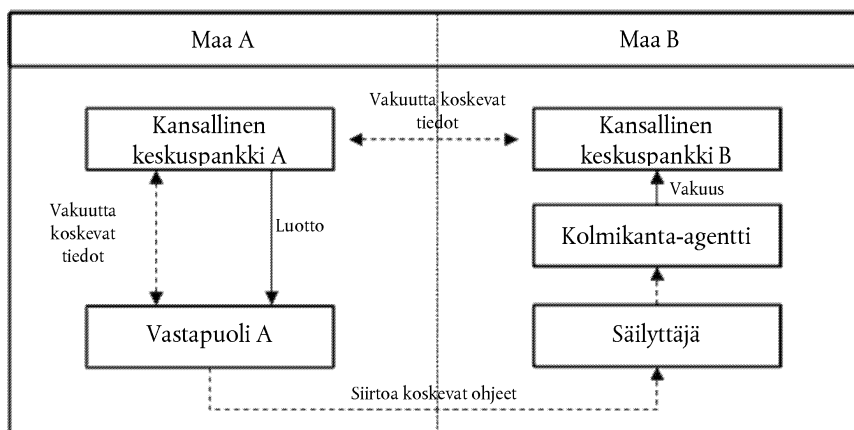 Maa A
Maa B
Vakuutta koskevat
tiedot
Kansallinen
keskuspankki A
Kansallinen
keskuspankki B
Vakuutta
koskevat
tiedot
Luotto
Vakuus
Kolmikanta-agentti
Vastapuoli A
Säilyttäjä
Siirtoa koskevat ohjeet